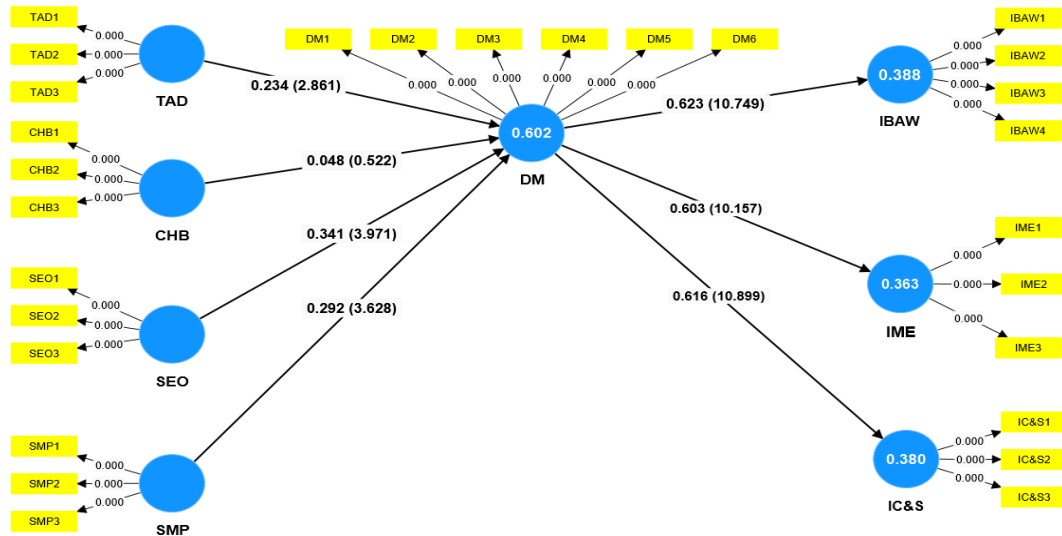 TAD1
0.000
TAD2
0.000
TAD3
0.000
TAD
CHB1
0.000
CHB2
0.000
CHB3
0.000
CHB
SEO1
0.000
SEO2
0.000
SEO3
0.000
SEO
SMP1
0.000
SMP2
0.000
SMP3
0.000
SMP
0.234 (2.861)
0.048 (0.522)
0.341 (3.971)
0.292 (3.628)
DM1
DM2
DM3
DM4
DM5
DM6
0.000
0.000
0.000
0.000
0.000
0.000
0.602
DM
0.623 (10.749)
0.603 (10.157)
0.616 (10.899)
0.388
IBAW
0.000
IBAW1
0.000
IBAW2
0.000
IBAW3
0.000
IBAW4
0.363
IME
0.000
IME1
0.000
IME2
0.000
IME3
0.380
IC&S
0.000
IC&S1
0.000
IC&S2
0.000
IC&S3